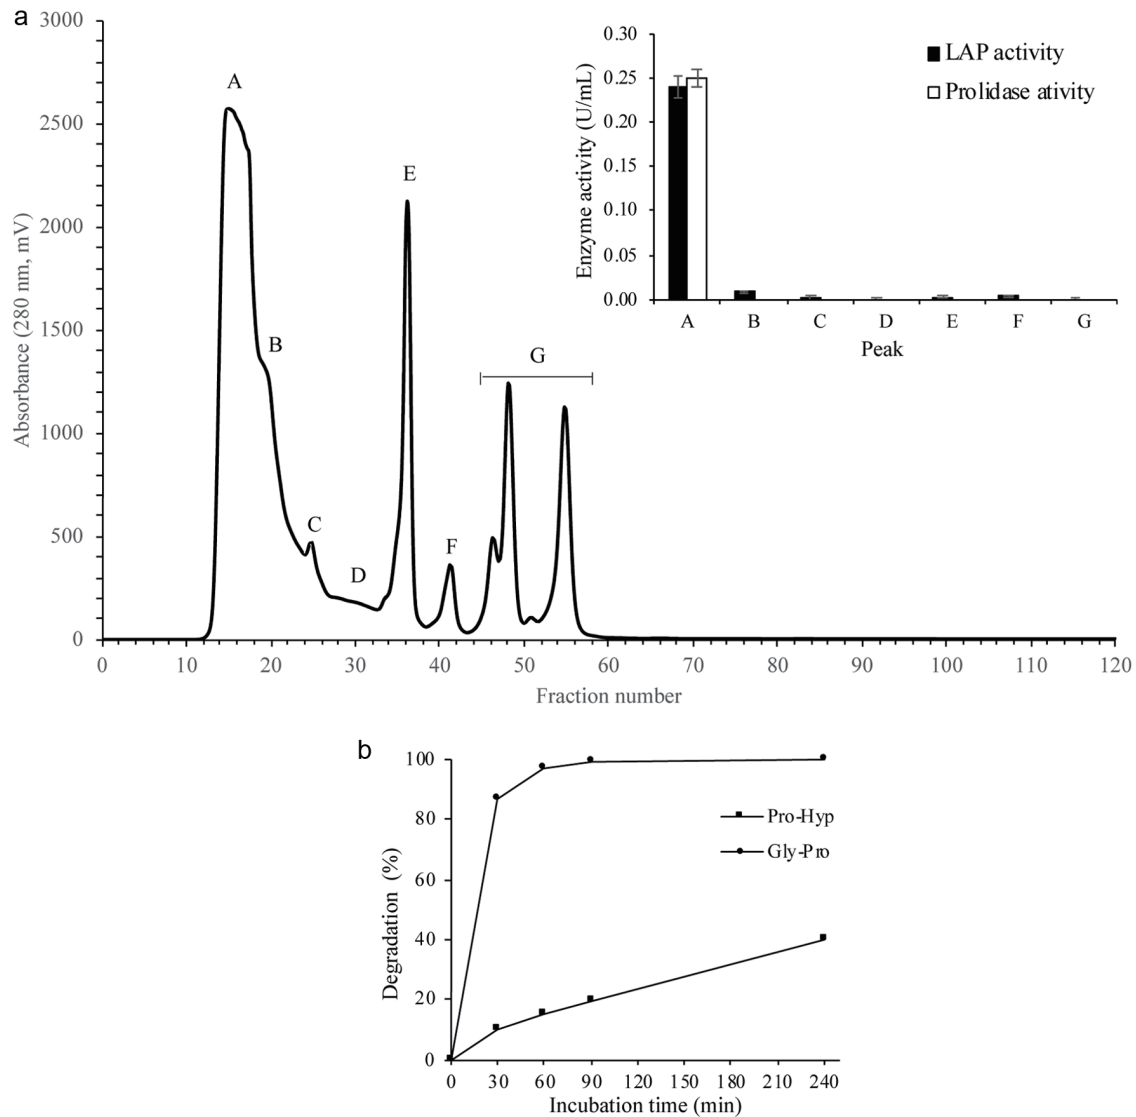 a
3000
2500
2000
1500
1000
500
0
Absorbance (280 nm, mV)
A
B
C
D
E
F
G
0 10 20 30 40 50 60 70 80 90 100 110 120
Fraction number
0.30
0.25
0.20
0.15
0.10
0.05
0.00
Enzyme activity (U/mL)
LAP activity
Prolidase ativity
A B C D E F G
Peak
b
100
80
60
40
20
0
Degradation (%)
Pro-Hyp
Gly-Pro
0 30 60 90 120 150 180 210 240
Incubation time (min)